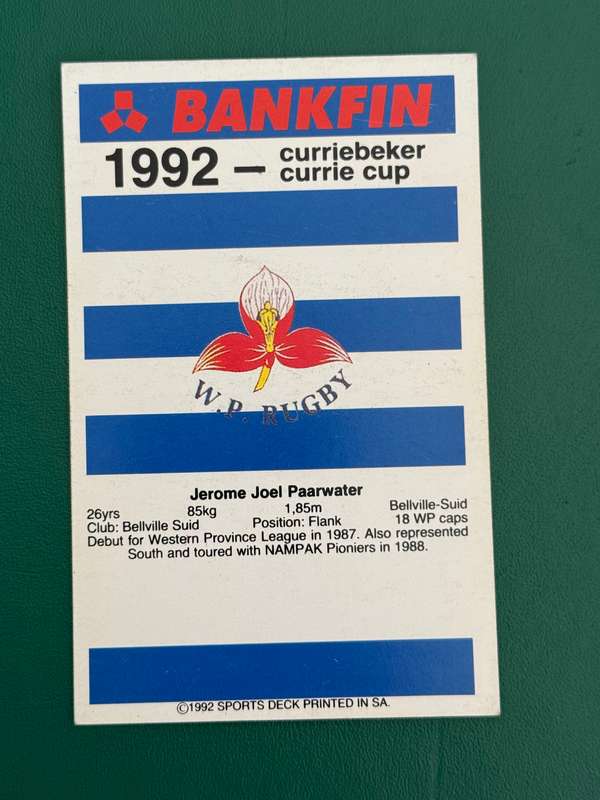 BANKFIN
1992 – curriebeker
currie cup
W.P. RUGBY
Jerome Joel Paarwater
26yrs 85kg 1,85m Bellville-Suid
Club: Bellville Suid Position: Flank 18 WP caps
Debut for Western Province League in 1987. Also represented
South and toured with NAMPAK Pioniers in 1988.
©1992 SPORTS DECK PRINTED IN SA.